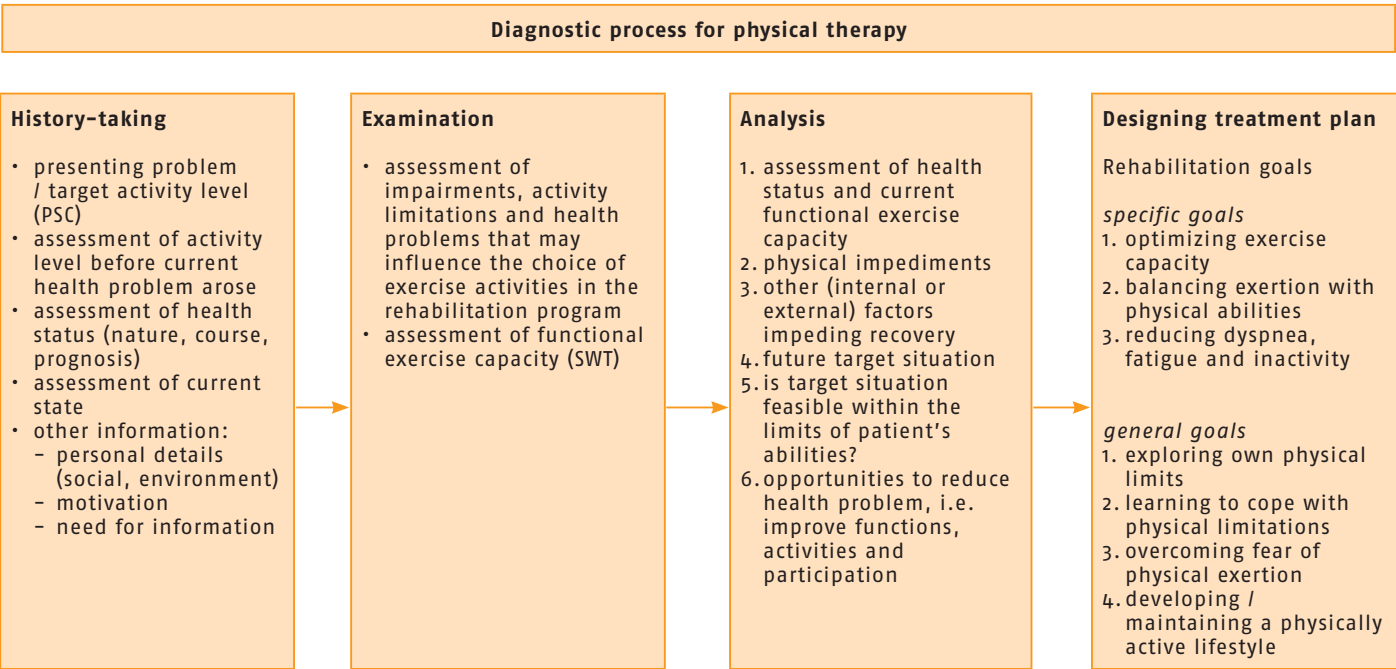 Diagnostic process for physical therapy
History-taking
• presenting problem
/ target activity level
(PSC)
• assessment of activity
level before current
health problem arose
• assessment of health
status (nature, course,
prognosis)
• assessment of current
state
• other information:
– personal details
(social, environment)
– motivation
– need for information
Examination
• assessment of
impairments, activity
limitations and health
problems that may
influence the choice of
exercise activities in the
rehabilitation program
• assessment of functional
exercise capacity (SWT)
Analysis
1. assessment of health
status and current
functional exercise
capacity
2. physical impediments
3. other (internal or
external) factors
impeding recovery
4. future target situation
5. is target situation
feasible within the
limits of patient's
abilities?
6. opportunities to reduce
health problem, i.e.
improve functions,
activities and
participation
Designing treatment plan
Rehabilitation goals
specific goals
1. optimizing exercise
capacity
2. balancing exertion with
physical abilities
3. reducing dyspnea,
fatigue and inactivity
general goals
1. exploring own physical
limits
2. learning to cope with
physical limitations
3. overcoming fear of
physical exertion
4. developing /
maintaining a physically
active lifestyle